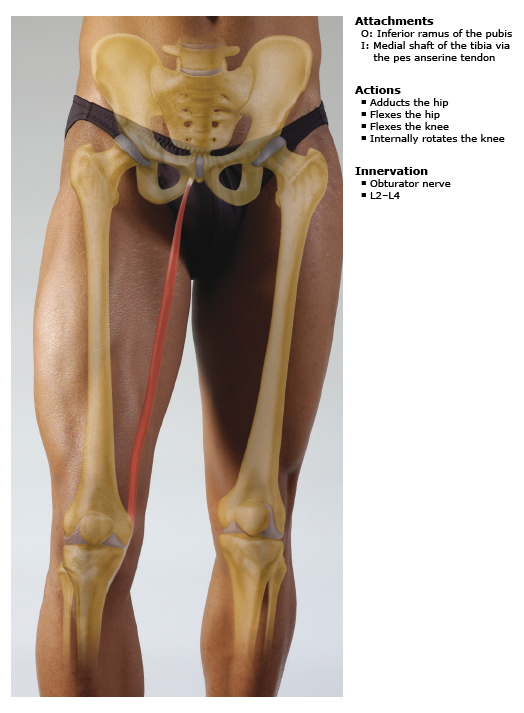 Attachments
O: Inferior ramus of the pubis
I: Medial shaft of the tibia via
the pes anserine tendon
Actions
▪ Adducts the hip
▪ Flexes the hip
▪ Flexes the knee
▪ Internally rotates the knee
Innervation
▪ Obturator nerve
▪ L2–L4